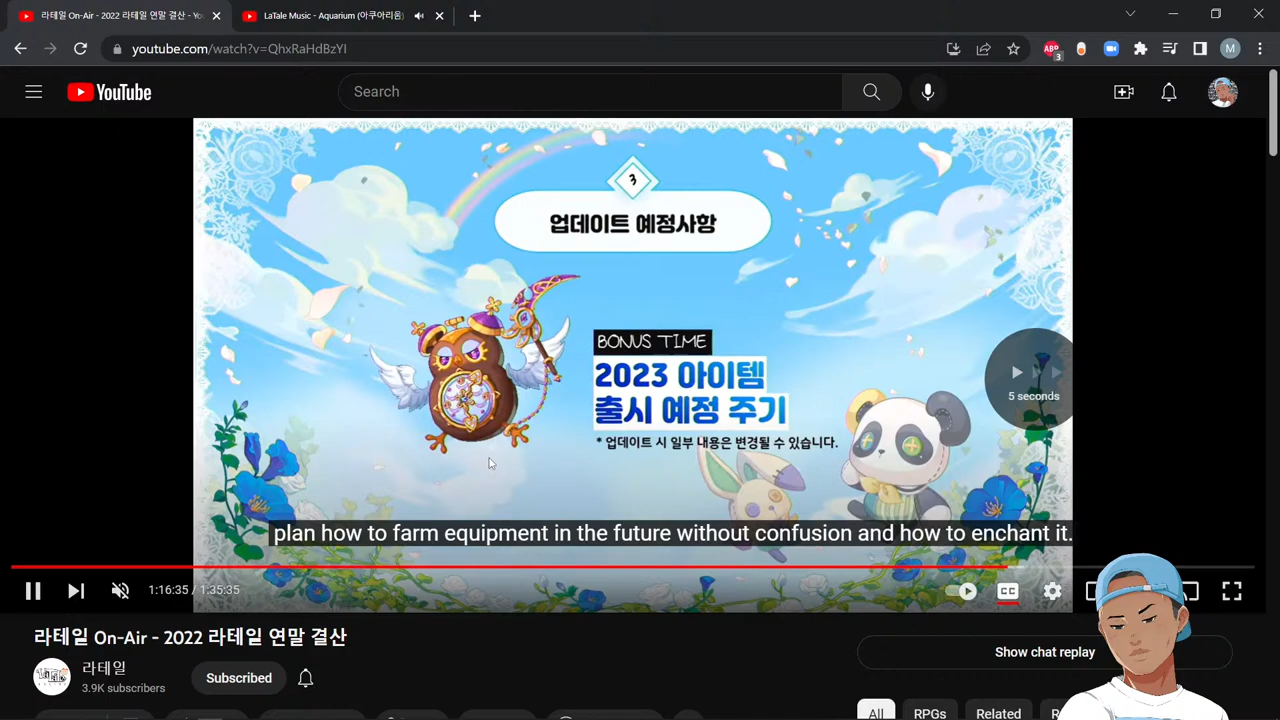 라테일 On-Air - 2022 라테일 연말 결산 - Yo
LaTale Music - Aquarium (아쿠아리움)
youtube.com/watch?v=QhxRaHdBzYI
ABP
3
M
YouTube
Search
3
업데이트 예정사항
BONUS TIME
2023 아이템
출시 예정 주기
* 업데이트 시 일부 내용은 변경될 수 있습니다.
5 seconds
plan how to farm equipment in the future without confusion and how to enchant it.
1:16:35 / 1:35:35
CC
라테일 On-Air - 2022 라테일 연말 결산
라테일
3.9K subscribers
Subscribed
Show chat replay
All
RPGs
Related